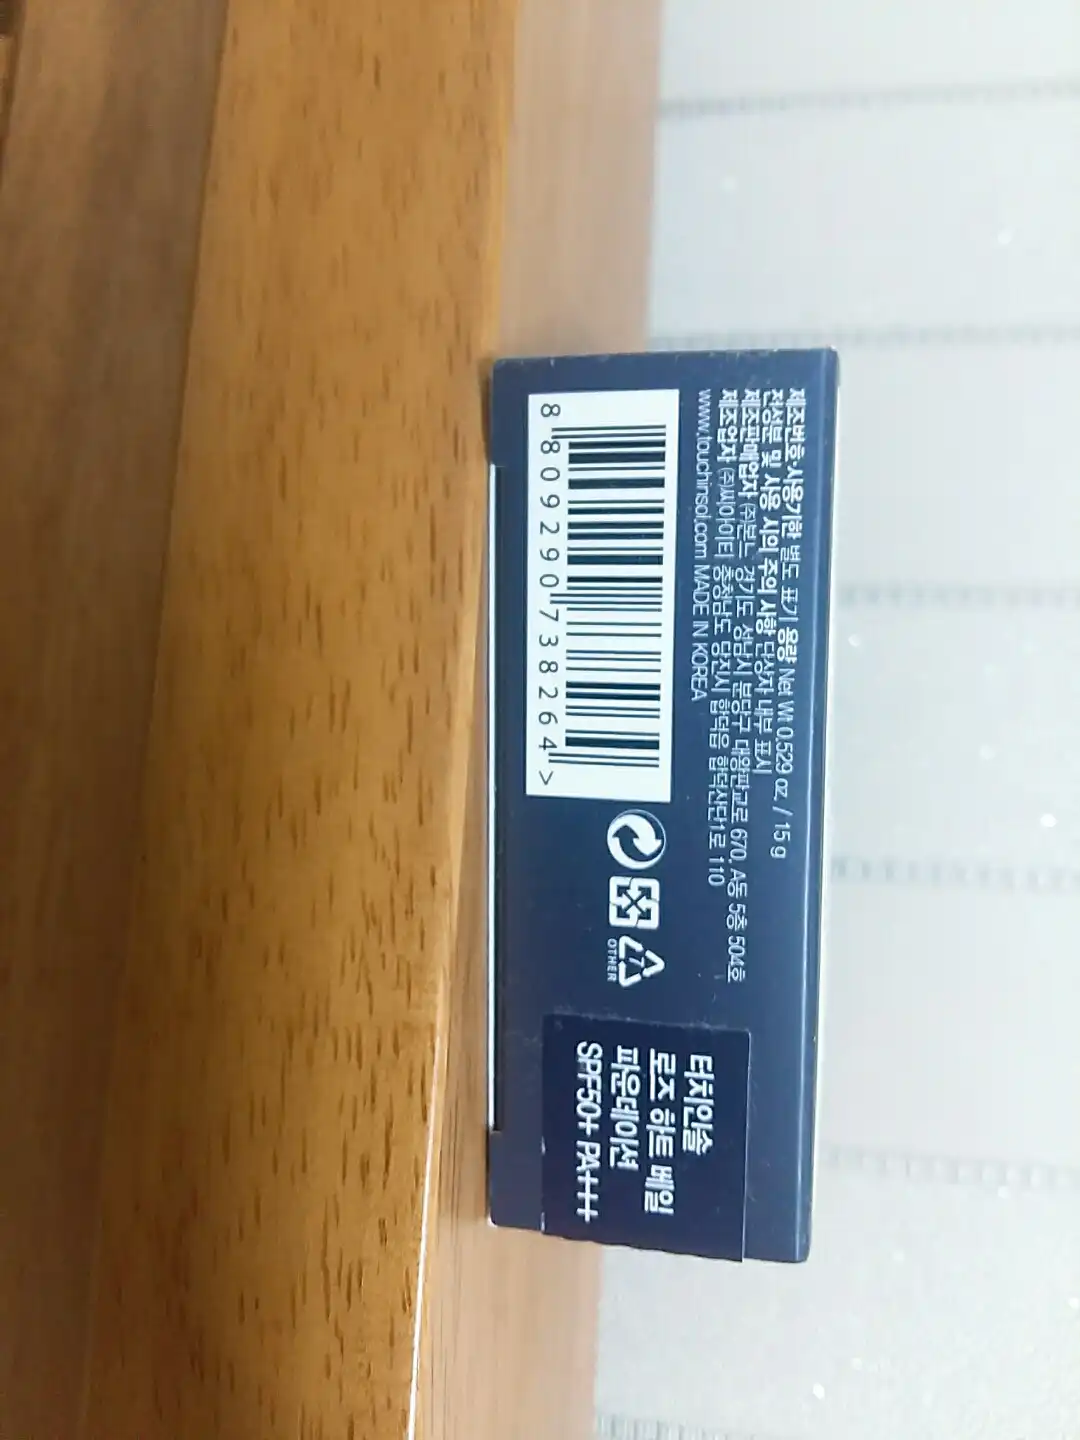 제조번호·사용기한 별도 표기 용량 Net Wt 0.529 oz. / 15 g
전성분 및 사용 시의 주의 사항 단상자 내부 표시
제조판매업자 (주)본느 경기도 성남시 분당구 대왕판교로 670, A동 5층 504호
제조업자 (주)씨아이티 충청남도 당진시 합덕읍 합덕산단1로 110
www.touchinsol.com MADE IN KOREA
8 809290 738264 >
7
OTHER
터치인솔
로즈 하트 베일
파운데이션
SPF50+ PA+++